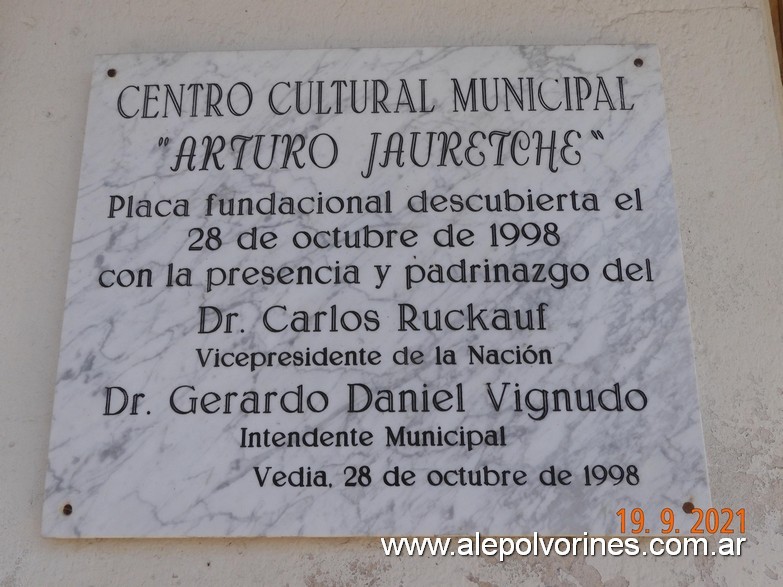 CENTRO CULTURAL MUNICIPAL
"ARTURO JAURETCHE"
Placa fundacional descubierta el
28 de octubre de 1998
con la presencia y padrinazgo del
Dr. Carlos Ruckauf
Vicepresidente de la Nación
Dr. Gerardo Daniel Vignudo
Intendente Municipal
Vedia, 28 de octubre de 1998
19. 9. 2021
www.alepolvorines.com.ar